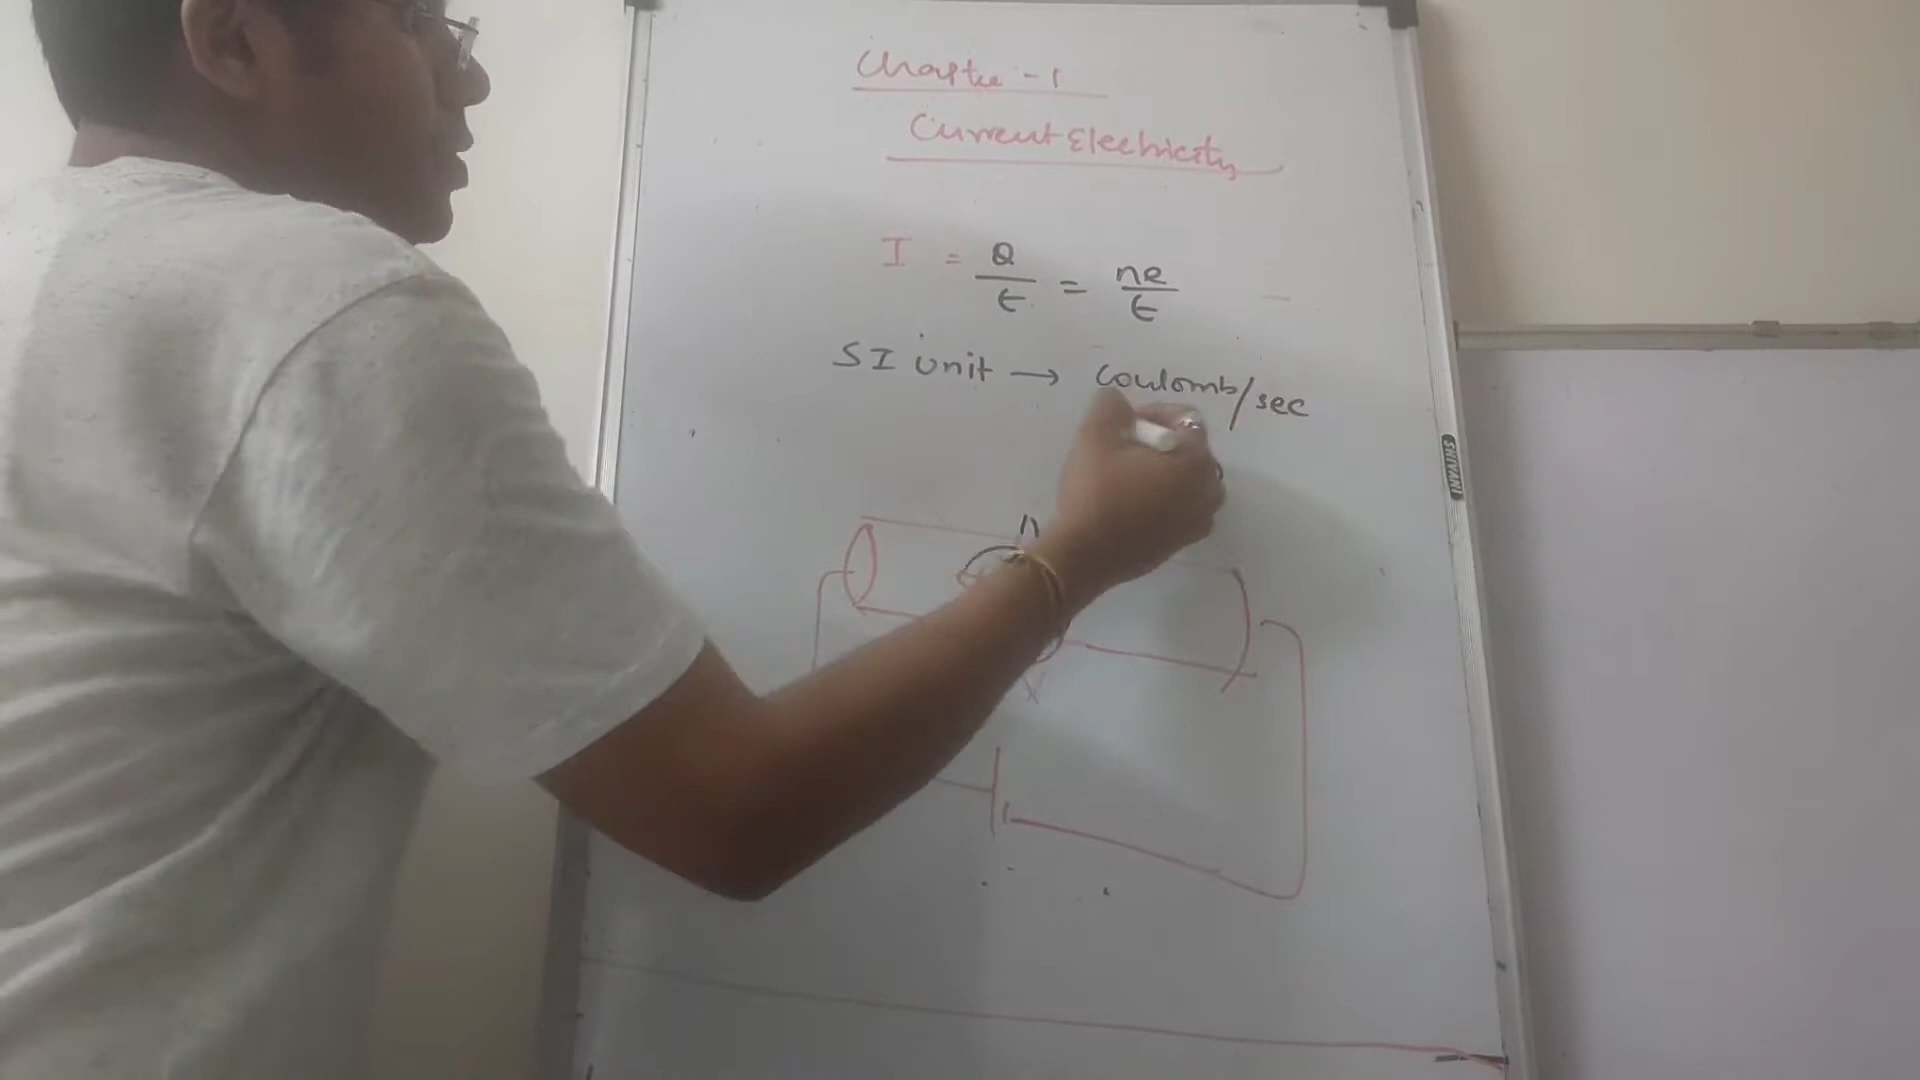 Chapter - 1
Current Electricity
I = Q/t = ne/t
SI unit → Coulomb/sec
n